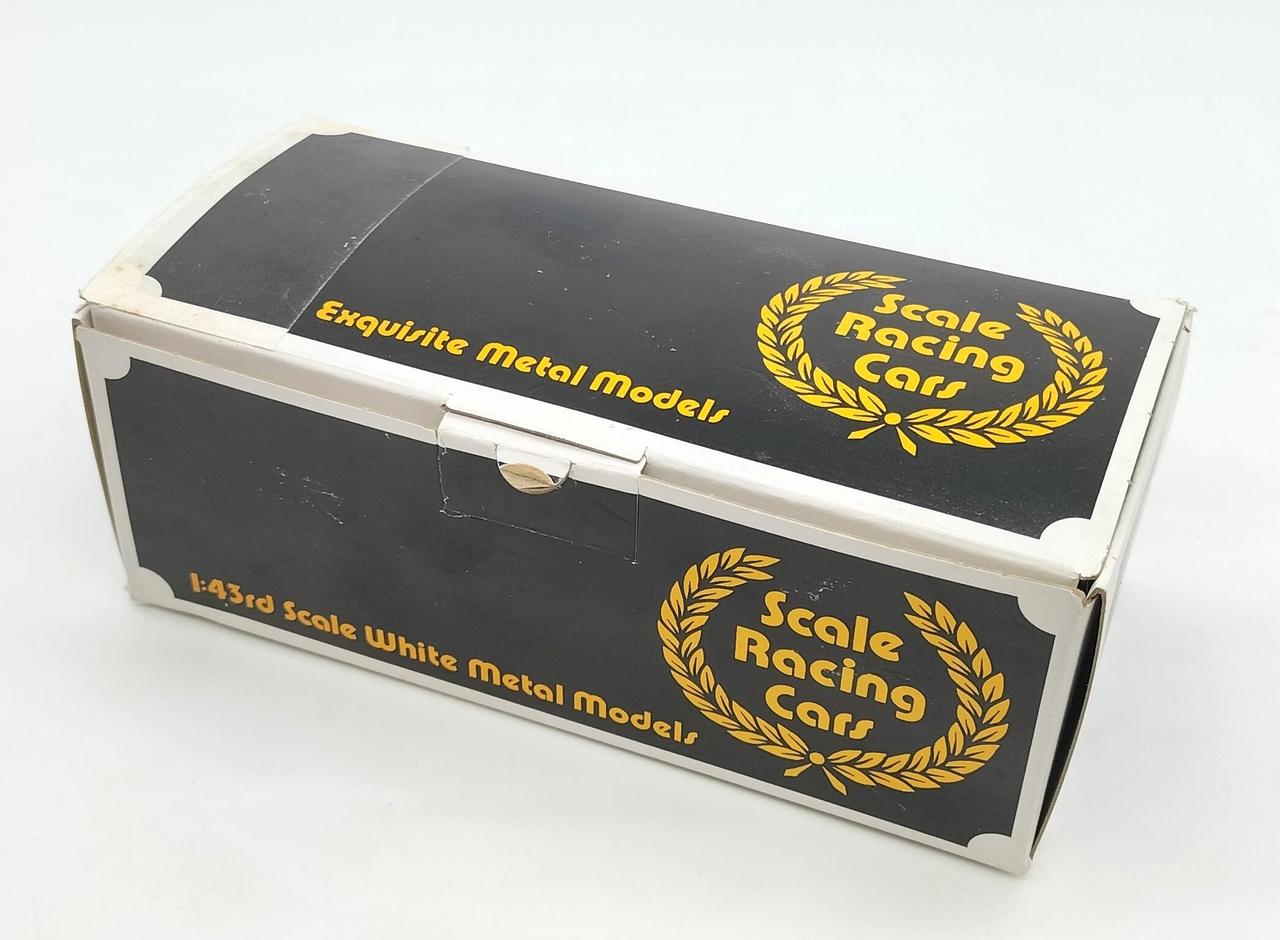 Exquisite Metal Models
Scale
Racing
Cars
1:43rd Scale White Metal Models
Scale
Racing
Cars